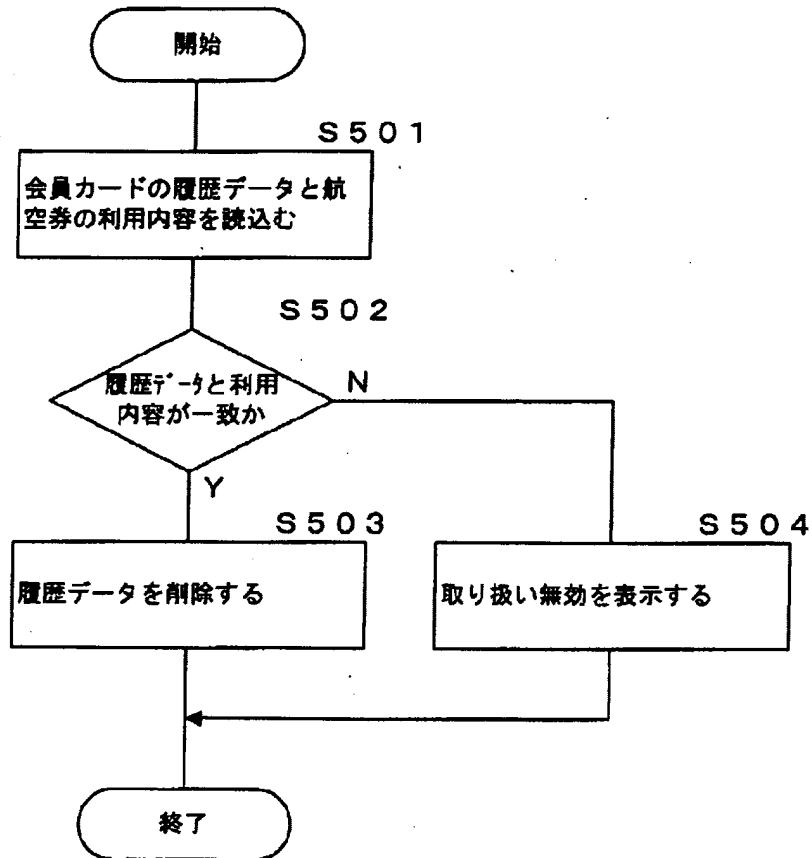 開始
S501
会員カードの履歴データと航
空券の利用内容を読込む
S502
履歴ﾃﾞｰﾀと利用
内容が一致か
N
Y
S503
履歴データを削除する
S504
取り扱い無効を表示する
終了